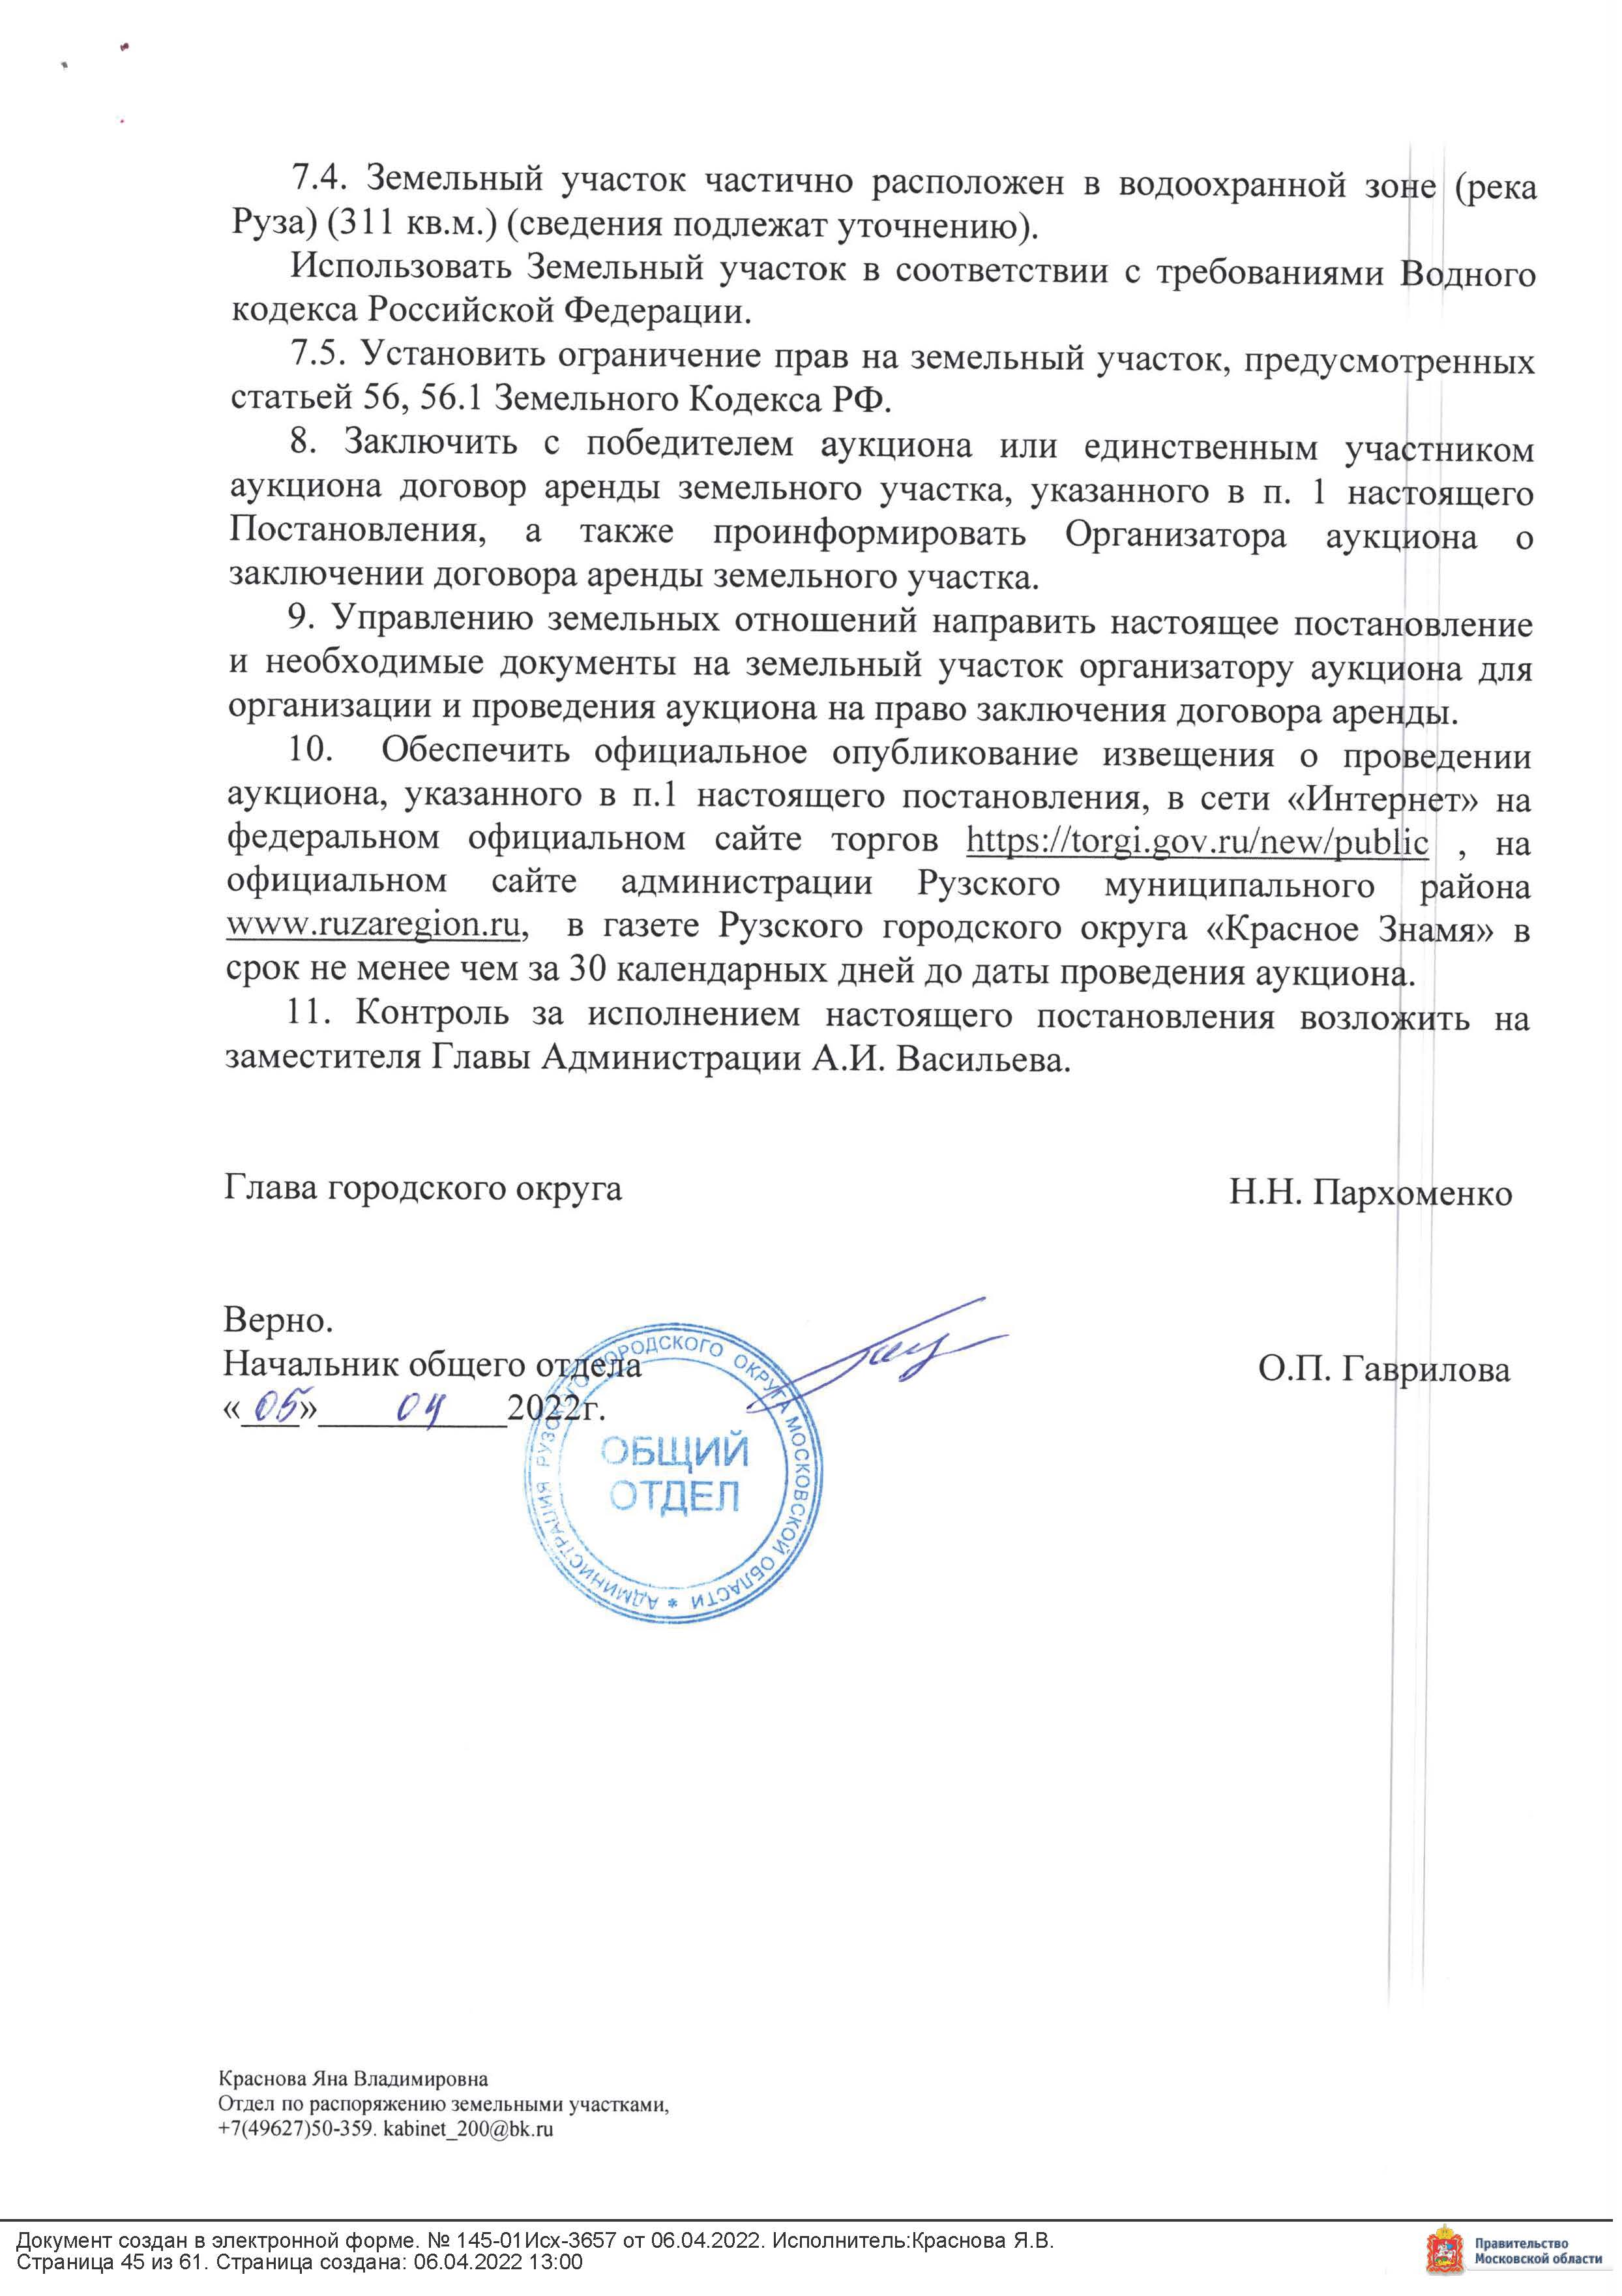 7.4. Земельный участок частично расположен в водоохранной зоне (река
Руза) (311 кв.м.) (сведения подлежат уточнению).
Использовать Земельный участок в соответствии с требованиями Водного
кодекса Российской Федерации.
7.5. Установить ограничение прав на земельный участок, предусмотренных
статьей 56, 56.1 Земельного Кодекса РФ.
8. Заключить с победителем аукциона или единственным участником
аукциона договор аренды земельного участка, указанного в п. 1 настоящего
Постановления, а также проинформировать Организатора аукциона о
заключении договора аренды земельного участка.
9. Управлению земельных отношений направить настоящее постановление
и необходимые документы на земельный участок организатору аукциона для
организации и проведения аукциона на право заключения договора аренды.
10. Обеспечить официальное опубликование извещения о проведении
аукциона, указанного в п.1 настоящего постановления, в сети «Интернет» на
федеральном официальном сайте торгов https://torgi.gov.ru/new/public , на
официальном сайте администрации Рузского муниципального района
www.ruzaregion.ru, в газете Рузского городского округа «Красное Знамя» в
срок не менее чем за 30 календарных дней до даты проведения аукциона.
11. Контроль за исполнением настоящего постановления возложить на
заместителя Главы Администрации А.И. Васильева.
Глава городского округа Н.Н. Пархоменко
Верно.
Начальник общего отдела О.П. Гаврилова
«05» 04 2022г.
АДМИНИСТРАЦИЯ РУЗСКОГО ГОРОДСКОГО ОКРУГА МОСКОВСКОЙ ОБЛАСТИ *
ОБЩИЙ
ОТДЕЛ
Краснова Яна Владимировна
Отдел по распоряжению земельными участками,
+7(49627)50-359. kabinet_200@bk.ru
Документ создан в электронной форме. № 145-01Исх-3657 от 06.04.2022. Исполнитель:Краснова Я.В.
Страница 45 из 61. Страница создана: 06.04.2022 13:00
Правительство
Московской области